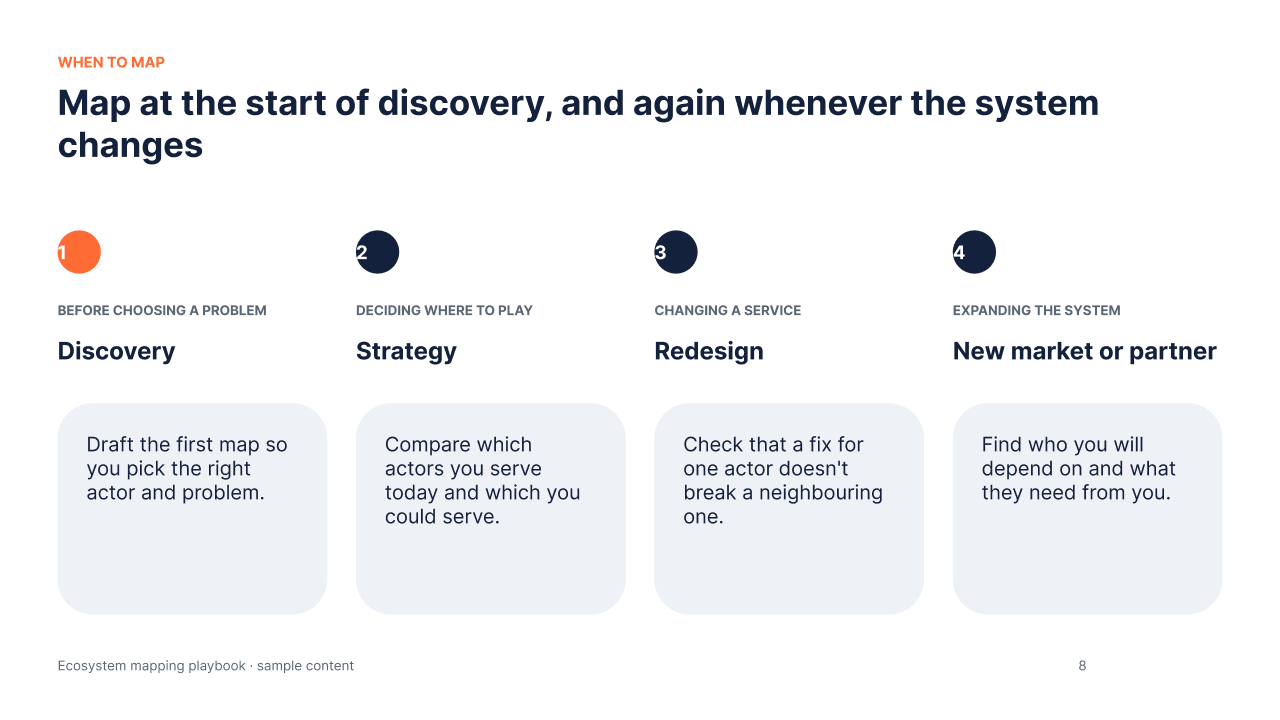 WHEN TO MAP
Map at the start of discovery, and again whenever the system
changes
1
BEFORE CHOOSING A PROBLEM
Discovery
Draft the first map so
you pick the right
actor and problem.
2
DECIDING WHERE TO PLAY
Strategy
Compare which
actors you serve
today and which you
could serve.
3
CHANGING A SERVICE
Redesign
Check that a fix for
one actor doesn't
break a neighbouring
one.
4
EXPANDING THE SYSTEM
New market or partner
Find who you will
depend on and what
they need from you.
Ecosystem mapping playbook · sample content
8